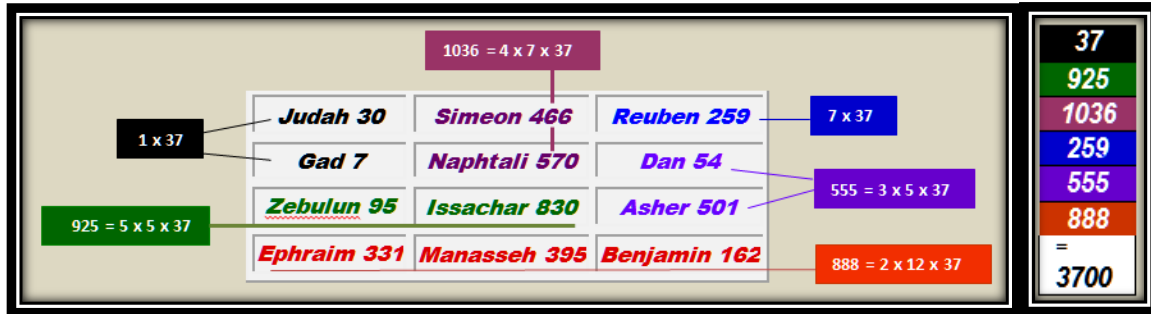 1036 = 4 x 7 x 37
Judah 30 Simeon 466 Reuben 259
7 x 37
1 x 37
Gad 7 Naphtali 570 Dan 54
555 = 3 x 5 x 37
Zebulun 95 Issachar 830 Asher 501
925 = 5 x 5 x 37
Ephraim 331 Manasseh 395 Benjamin 162
888 = 2 x 12 x 37
37
925
1036
259
555
888
=
3700